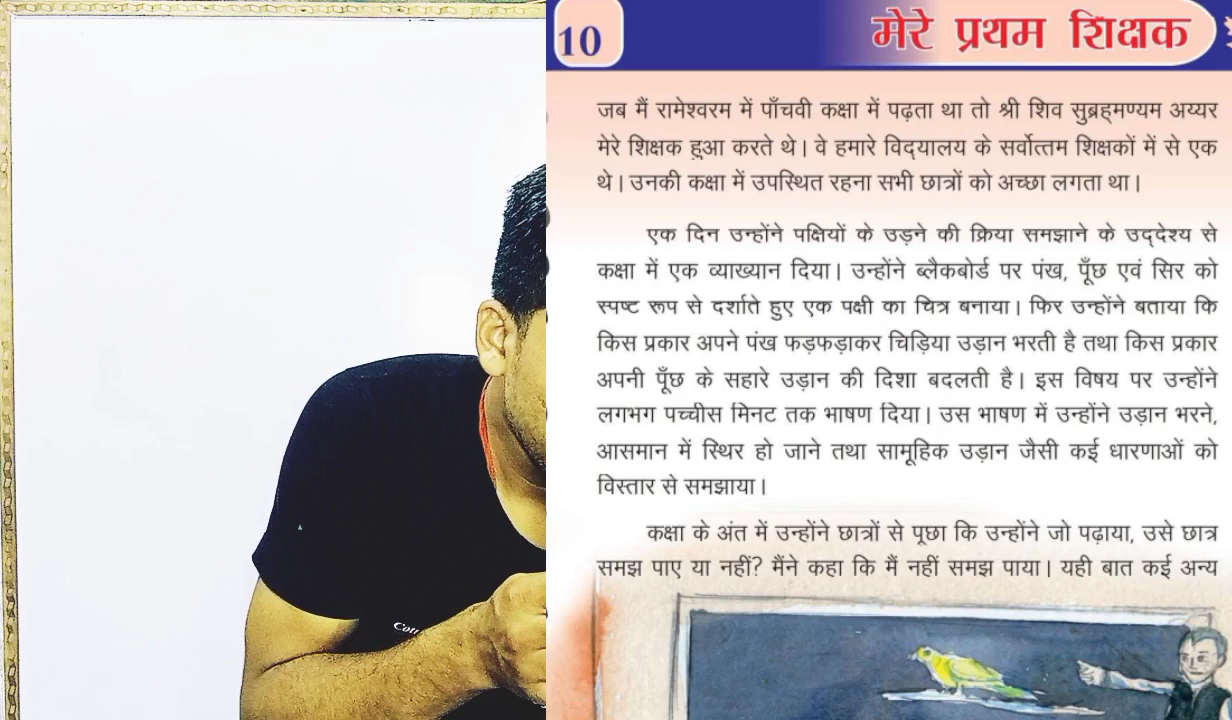 10
मेरे प्रथम शिक्षक
जब मैं रामेश्वरम में पाँचवी कक्षा में पढ़ता था तो श्री शिव सुब्रह्मण्यम अय्यर
मेरे शिक्षक हुआ करते थे। वे हमारे विद्यालय के सर्वोत्तम शिक्षकों में से एक
थे। उनकी कक्षा में उपस्थित रहना सभी छात्रों को अच्छा लगता था।
एक दिन उन्होंने पक्षियों के उड़ने की क्रिया समझाने के उद्देश्य से
कक्षा में एक व्याख्यान दिया। उन्होंने ब्लैकबोर्ड पर पंख, पूँछ एवं सिर को
स्पष्ट रूप से दर्शाते हुए एक पक्षी का चित्र बनाया। फिर उन्होंने बताया कि
किस प्रकार अपने पंख फड़फड़ाकर चिड़िया उड़ान भरती है तथा किस प्रकार
अपनी पूँछ के सहारे उड़ान की दिशा बदलती है। इस विषय पर उन्होंने
लगभग पच्चीस मिनट तक भाषण दिया। उस भाषण में उन्होंने उड़ान भरने,
आसमान में स्थिर हो जाने तथा सामूहिक उड़ान जैसी कई धारणाओं को
विस्तार से समझाया।
कक्षा के अंत में उन्होंने छात्रों से पूछा कि उन्होंने जो पढ़ाया, उसे छात्र
समझ पाए या नहीं? मैंने कहा कि मैं नहीं समझ पाया। यही बात कई अन्य